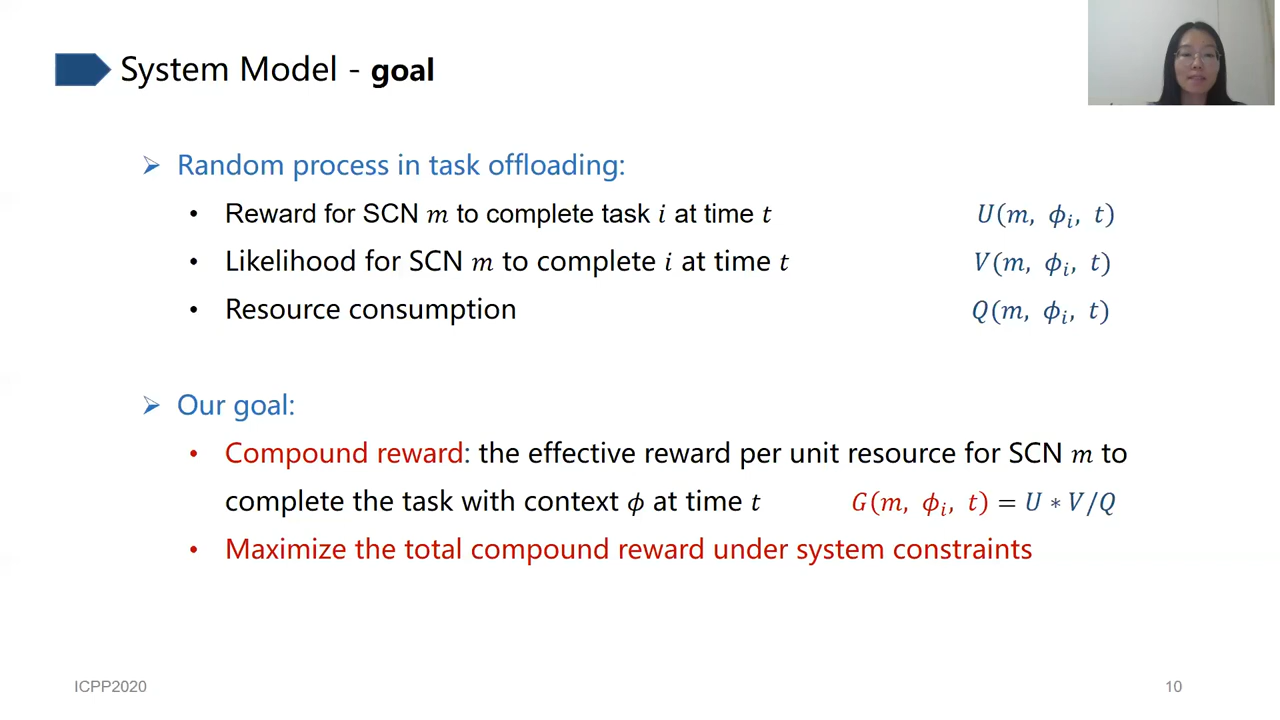 System Model - goal
Random process in task offloading:
• Reward for SCN m to complete task i at time t U(m, ϕᵢ, t)
• Likelihood for SCN m to complete i at time t V(m, ϕᵢ, t)
• Resource consumption Q(m, ϕᵢ, t)
Our goal:
• Compound reward: the effective reward per unit resource for SCN m to
complete the task with context ϕ at time t G(m, ϕᵢ, t) = U ∗ V/Q
• Maximize the total compound reward under system constraints
ICPP2020 10